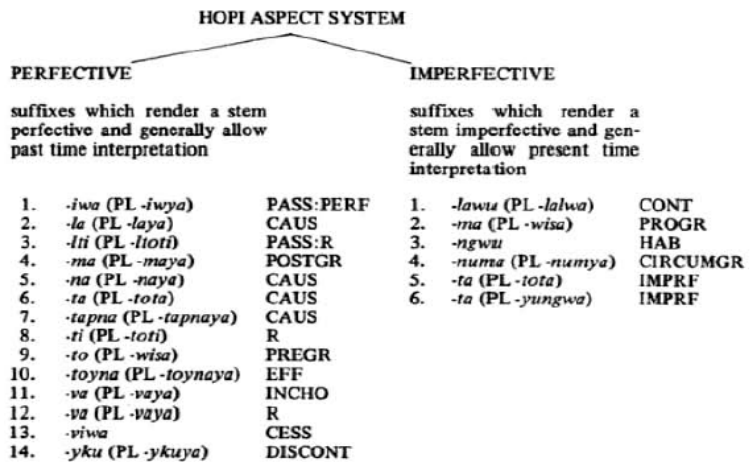 HOPI ASPECT SYSTEM
PERFECTIVE
suffixes which render a stem
perfective and generally allow
past time interpretation
1. -iwa (PL -iwya) PASS:PERF
2. -la (PL -laya) CAUS
3. -lti (PL -ltoti) PASS:R
4. -ma (PL -maya) POSTGR
5. -na (PL -naya) CAUS
6. -ta (PL -tota) CAUS
7. -tapna (PL -tapnaya) CAUS
8. -ti (PL -toti) R
9. -to (PL -wisa) PREGR
10. -toyna (PL -toynaya) EFF
11. -va (PL -vaya) INCHO
12. -va (PL -vaya) R
13. -viwa CESS
14. -yku (PL -ykuya) DISCONT
IMPERFECTIVE
suffixes which render a
stem imperfective and gen-
erally allow present time
interpretation
1. -lawu (PL -lalwa) CONT
2. -ma (PL -wisa) PROGR
3. -ngwu HAB
4. -numa (PL -numya) CIRCUMGR
5. -ta (PL -tota) IMPRF
6. -ta (PL -yungwa) IMPRF